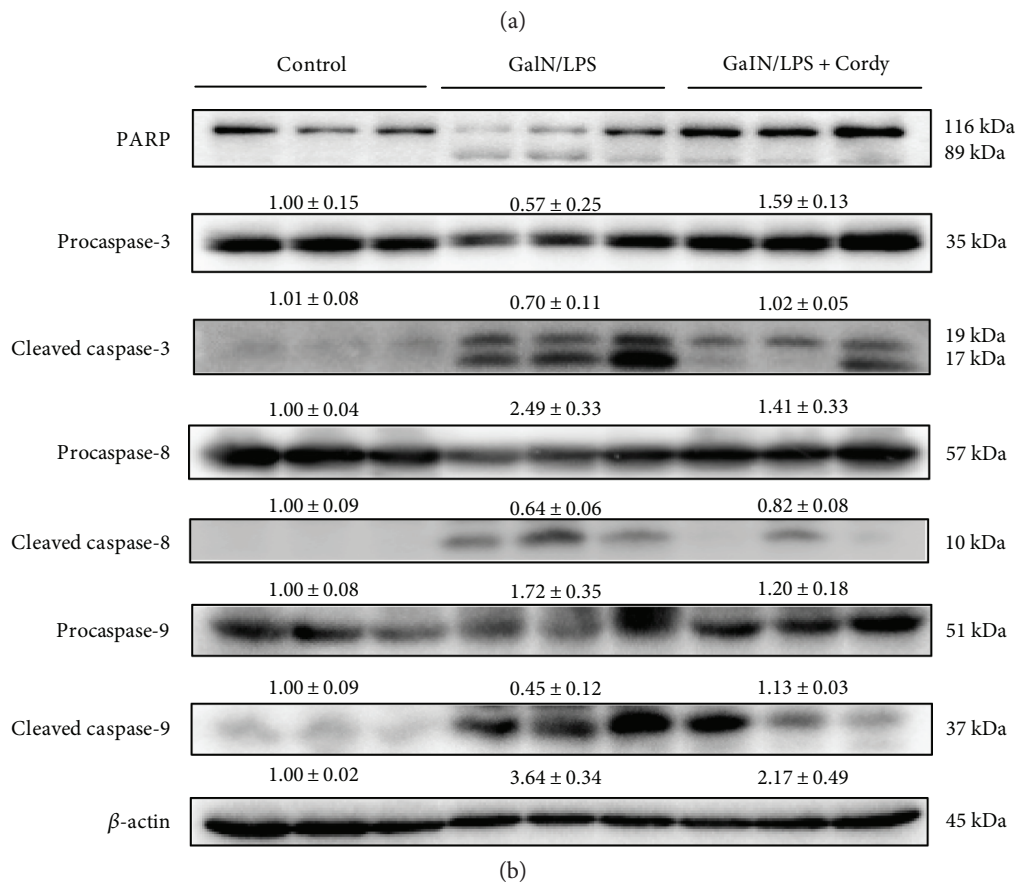 (a)
Control GalN/LPS GaIN/LPS + Cordy
PARP 116 kDa
89 kDa
1.00 ± 0.15 0.57 ± 0.25 1.59 ± 0.13
Procaspase-3 35 kDa
1.01 ± 0.08 0.70 ± 0.11 1.02 ± 0.05
Cleaved caspase-3 19 kDa
17 kDa
1.00 ± 0.04 2.49 ± 0.33 1.41 ± 0.33
Procaspase-8 57 kDa
1.00 ± 0.09 0.64 ± 0.06 0.82 ± 0.08
Cleaved caspase-8 10 kDa
1.00 ± 0.08 1.72 ± 0.35 1.20 ± 0.18
Procaspase-9 51 kDa
1.00 ± 0.09 0.45 ± 0.12 1.13 ± 0.03
Cleaved caspase-9 37 kDa
1.00 ± 0.02 3.64 ± 0.34 2.17 ± 0.49
β-actin 45 kDa
(b)